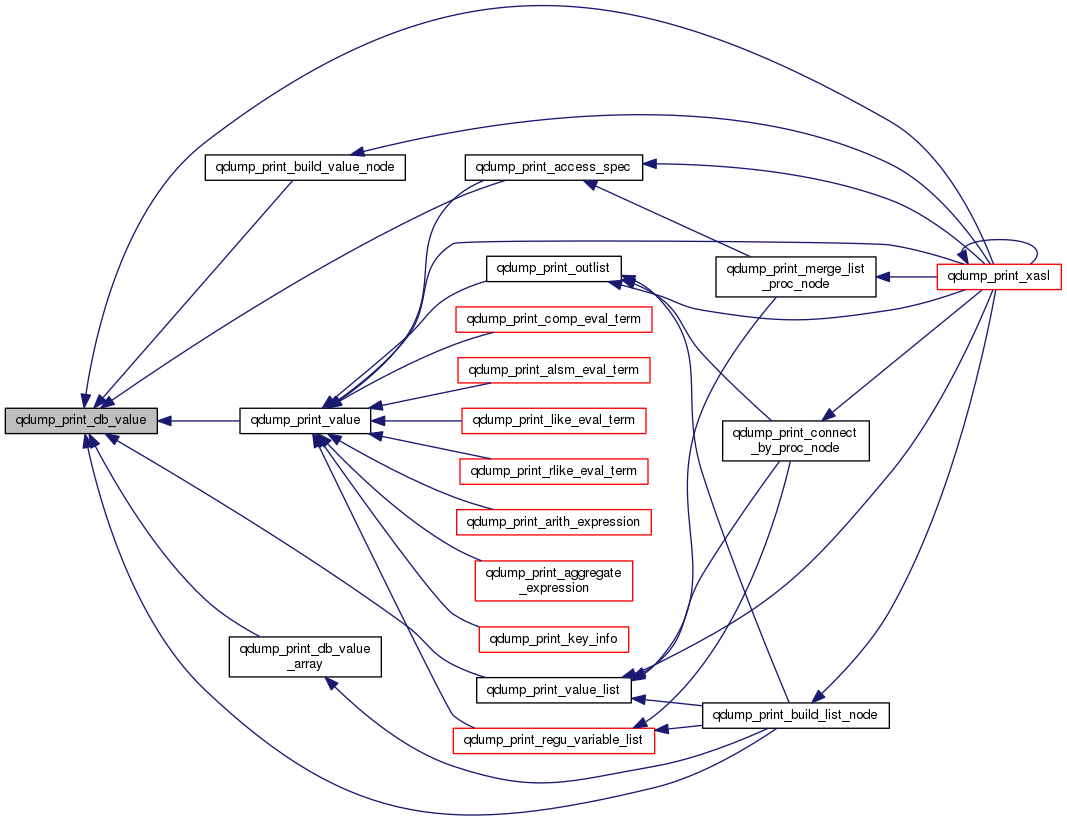 qdump_print_build_value_node
qdump_print_access_spec
qdump_print_outlist
qdump_print_merge_list
_proc_node
qdump_print_xasl
qdump_print_comp_eval_term
qdump_print_alsm_eval_term
qdump_print_db_value
qdump_print_value
qdump_print_like_eval_term
qdump_print_connect
_by_proc_node
qdump_print_rlike_eval_term
qdump_print_arith_expression
qdump_print_aggregate
_expression
qdump_print_key_info
qdump_print_db_value
_array
qdump_print_value_list
qdump_print_build_list_node
qdump_print_regu_variable_list